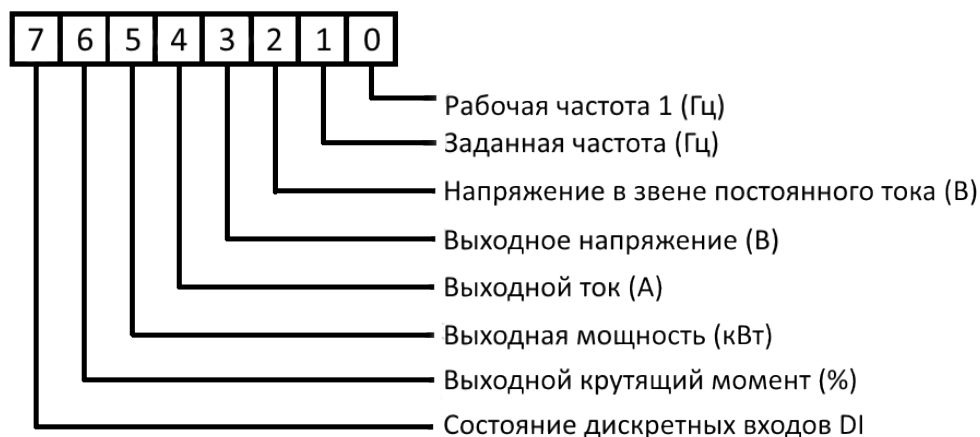 7 6 5 4 3 2 1 0
Рабочая частота 1 (Гц)
Заданная частота (Гц)
Напряжение в звене постоянного тока (В)
Выходное напряжение (В)
Выходной ток (А)
Выходная мощность (кВт)
Выходной крутящий момент (%)
Состояние дискретных входов DI